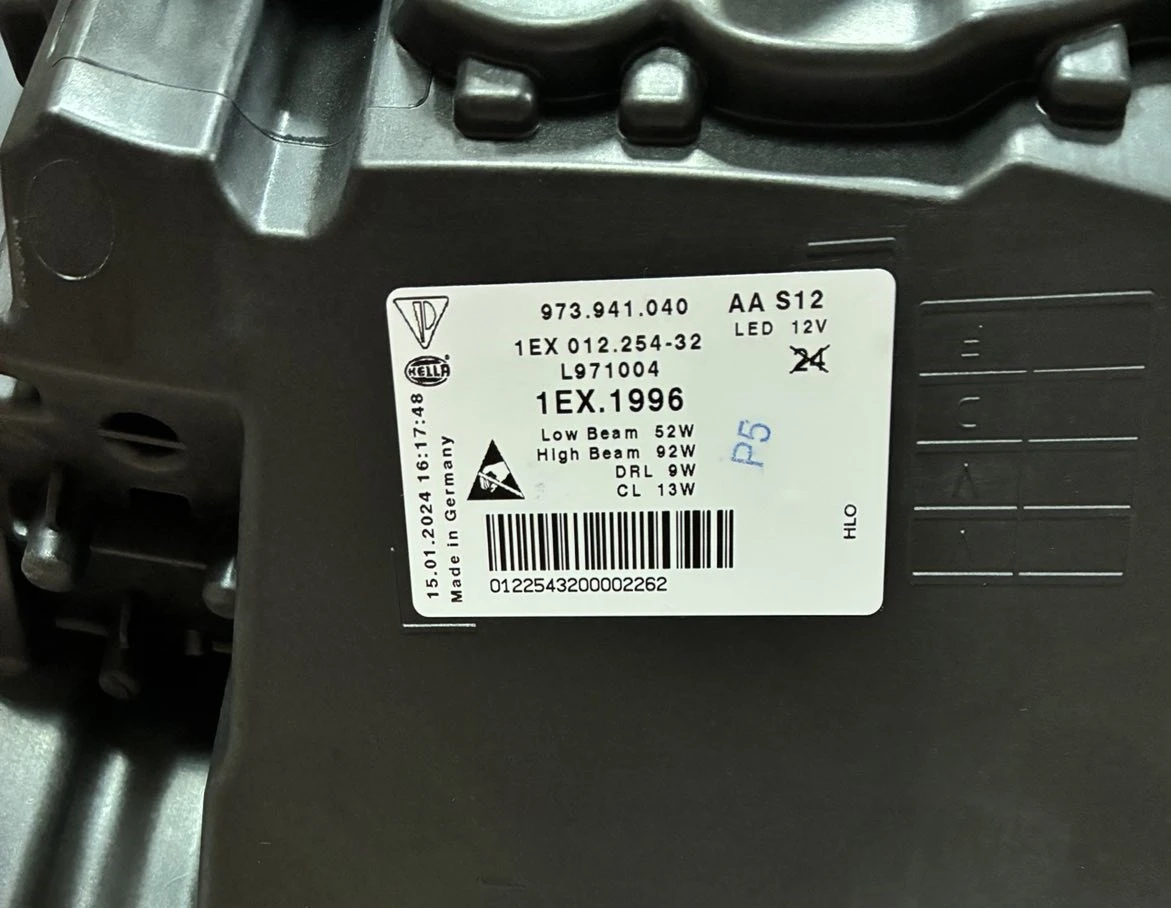 973.941.040 AA S12
LED 12V
1EX 012.254-32
24
HELLA
L971004
1EX.1996
Low Beam 52W
High Beam 92W
DRL 9W
CL 13W
P5
15.01.2024 16:17:48
Made in Germany
HLO
0122543200002262